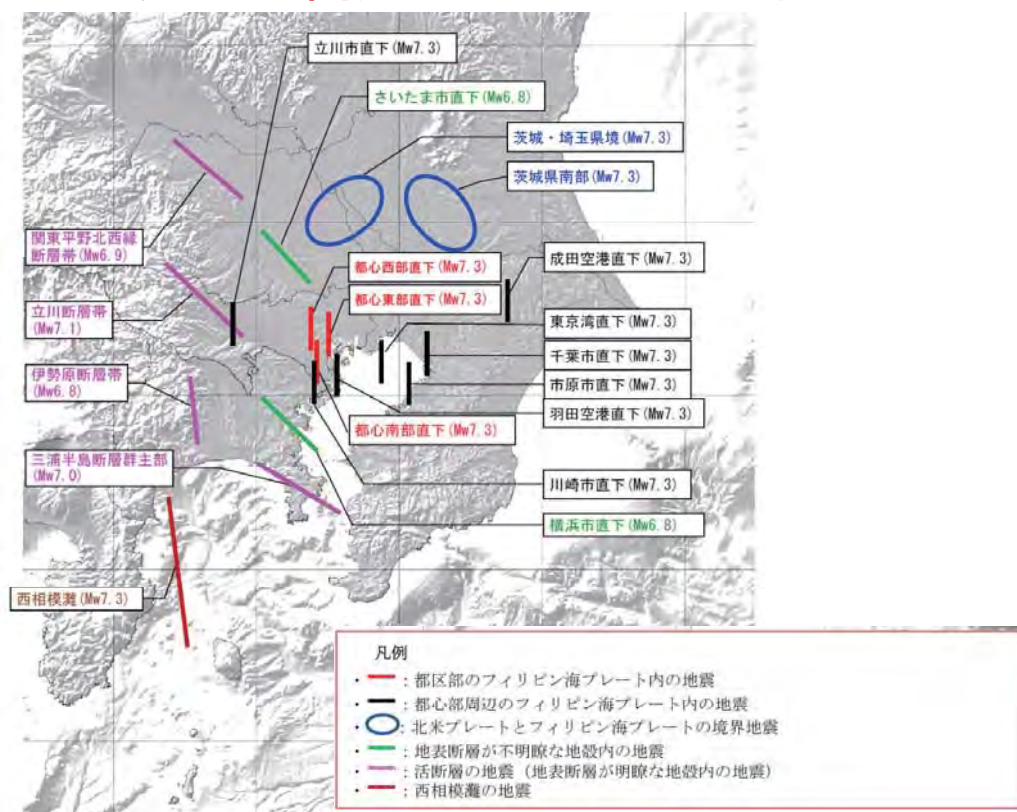 立川市直下(Mw7.3)
さいたま市直下(Mw6.8)
茨城・埼玉県境(Mw7.3)
茨城県南部(Mw7.3)
関東平野北西縁
断層帯(Mw6.9)
都心西部直下(Mw7.3)
成田空港直下(Mw7.3)
立川断層帯
(Mw7.1)
都心東部直下(Mw7.3)
東京湾直下(Mw7.3)
千葉市直下(Mw7.3)
伊勢原断層帯
(Mw6.8)
市原市直下(Mw7.3)
羽田空港直下(Mw7.3)
都心南部直下(Mw7.3)
三浦半島断層群主部
(Mw7.0)
川崎市直下(Mw7.3)
横浜市直下(Mw6.8)
西相模灘(Mw7.3)
凡例
・ : 都区部のフィリピン海プレート内の地震
・ : 都心部周辺のフィリピン海プレート内の地震
・ : 北米プレートとフィリピン海プレートの境界地震
・ : 地表断層が不明瞭な地殻内の地震
・ : 活断層の地震（地表断層が明瞭な地殻内の地震）
・ : 西相模灘の地震